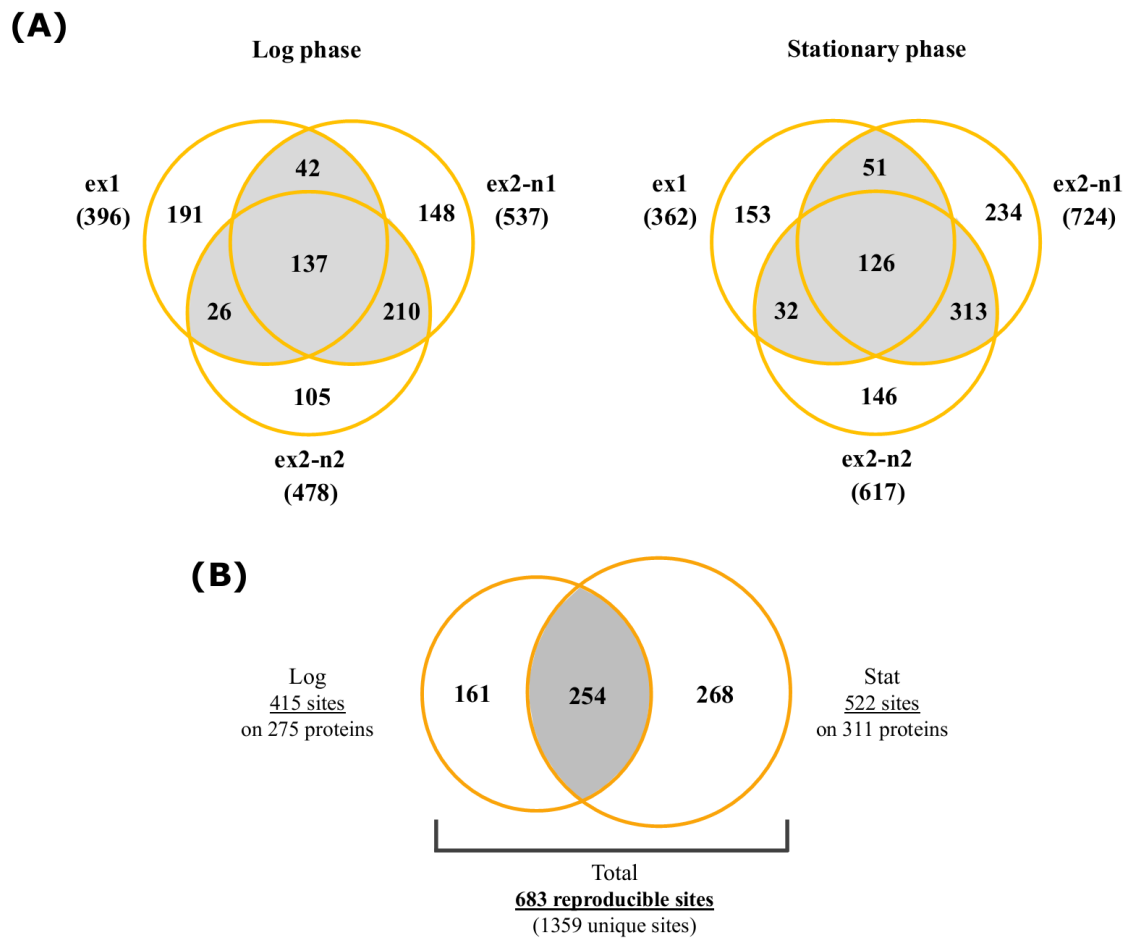 (A)
Log phase
Stationary phase
42
51
ex1
(396)
191
148
ex2-n1
(537)
ex1
(362)
153
234
ex2-n1
(724)
137
126
26
210
32
313
105
146
ex2-n2
(478)
ex2-n2
(617)
(B)
Log
415 sites
on 275 proteins
161
254
268
Stat
522 sites
on 311 proteins
Total
683 reproducible sites
(1359 unique sites)